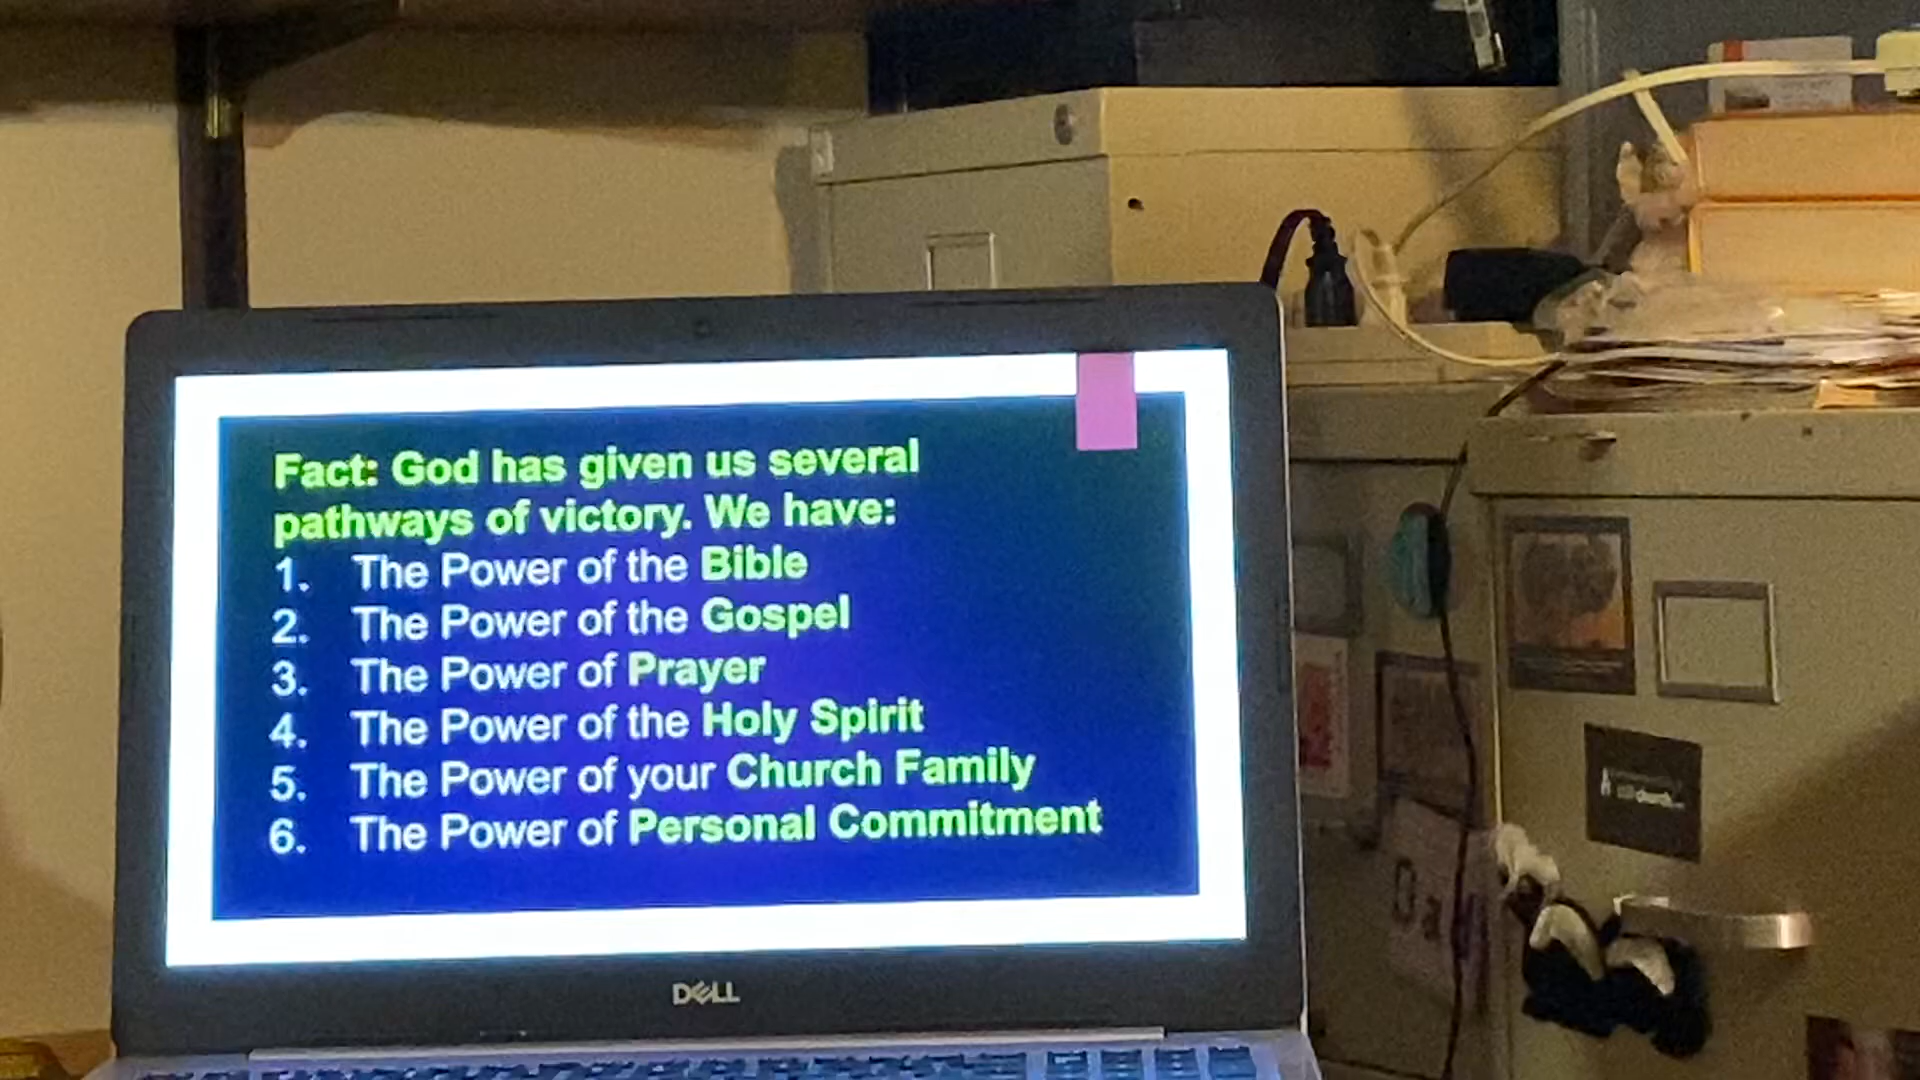 Fact: God has given us several
pathways of victory. We have:
1. The Power of the Bible
2. The Power of the Gospel
3. The Power of Prayer
4. The Power of the Holy Spirit
5. The Power of your Church Family
6. The Power of Personal Commitment
DELL